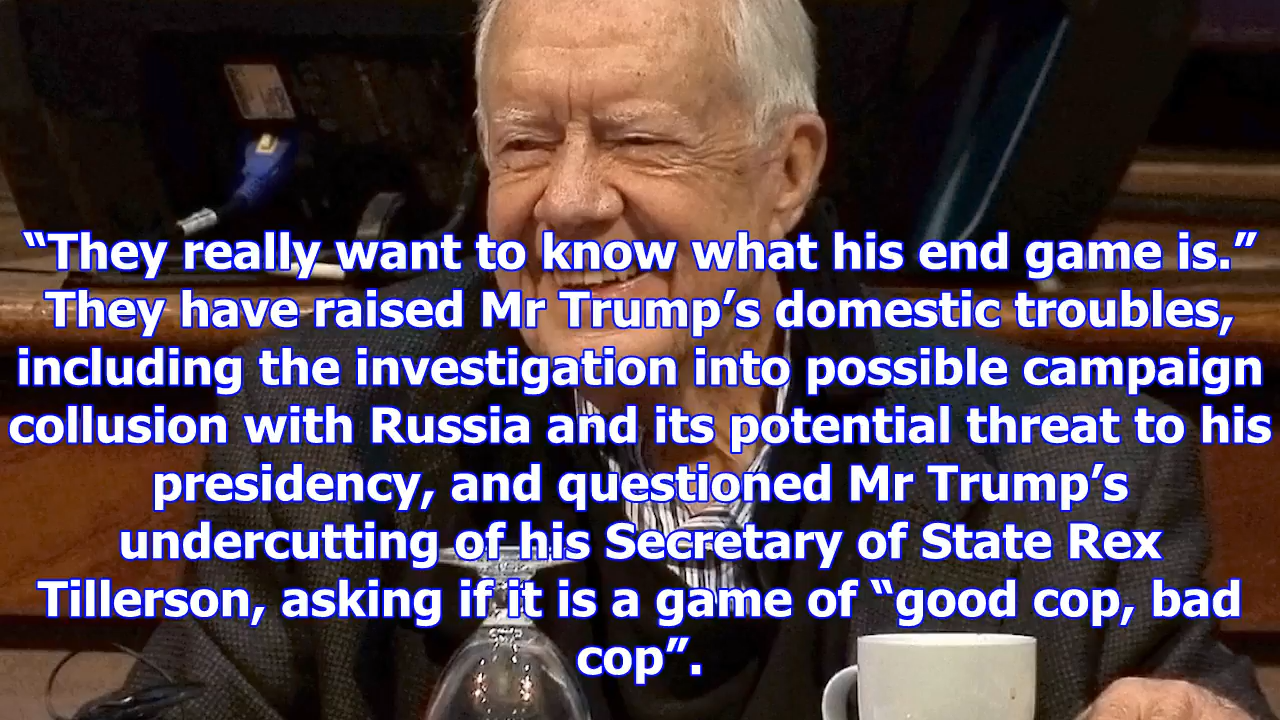 “They really want to know what his end game is.”
They have raised Mr Trump’s domestic troubles,
including the investigation into possible campaign
collusion with Russia and its potential threat to his
presidency, and questioned Mr Trump’s
undercutting of his Secretary of State Rex
Tillerson, asking if it is a game of “good cop, bad
cop”.